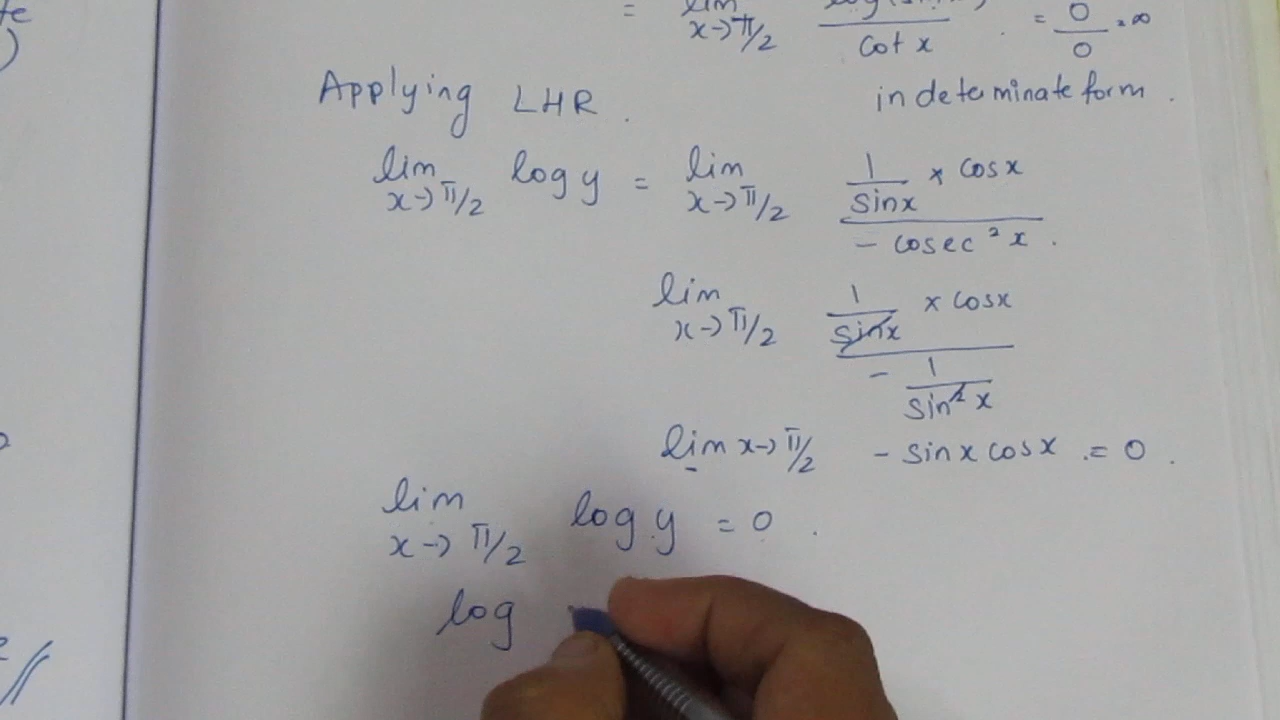 = lim x→π/2 cot x = 0/0 = ∞
Applying LHR.
indeterminate form.
lim x→π/2 log y = lim x→π/2 1/sinx × cosx / - cosec²x.
lim x→π/2 1/sinx × cosx / - 1/sin²x
lim x→π/2 - sinx cosx = 0.
lim x→π/2 log y = 0.
log